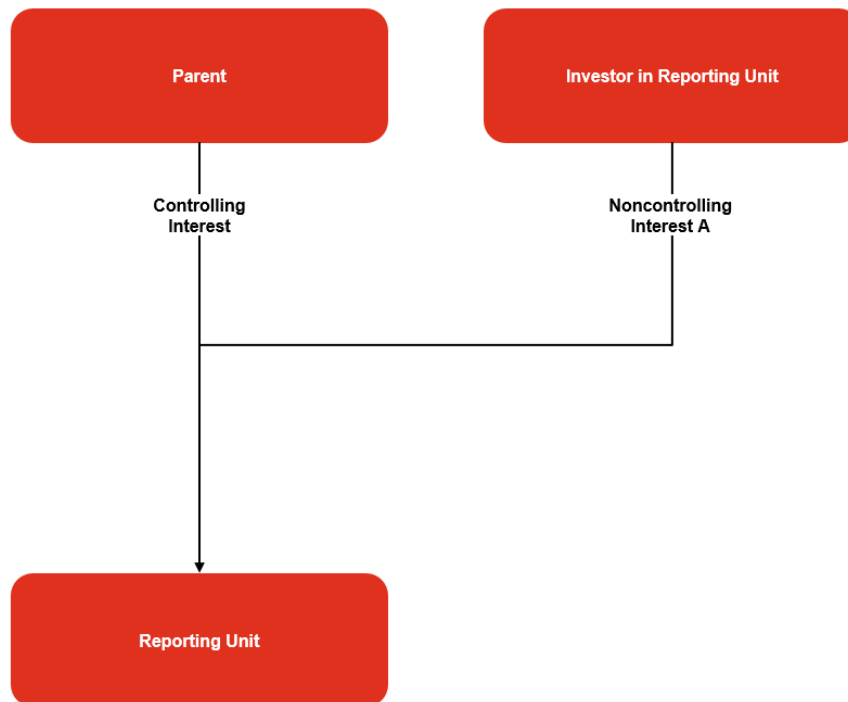 Parent
Investor in Reporting Unit
Controlling
Interest
Noncontrolling
Interest A
Reporting Unit